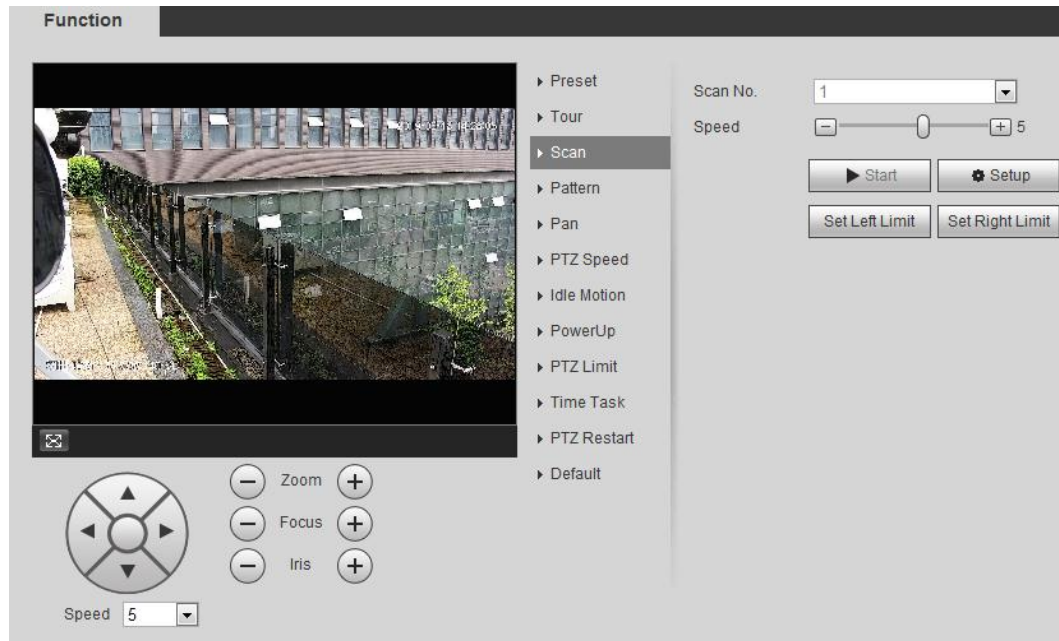 Function
Preset
Tour
Scan
Pattern
Pan
PTZ Speed
Idle Motion
PowerUp
PTZ Limit
Time Task
PTZ Restart
Default
Scan No. 1
Speed 5
Start Setup
Set Left Limit Set Right Limit
Zoom
Focus
Iris
Speed 5